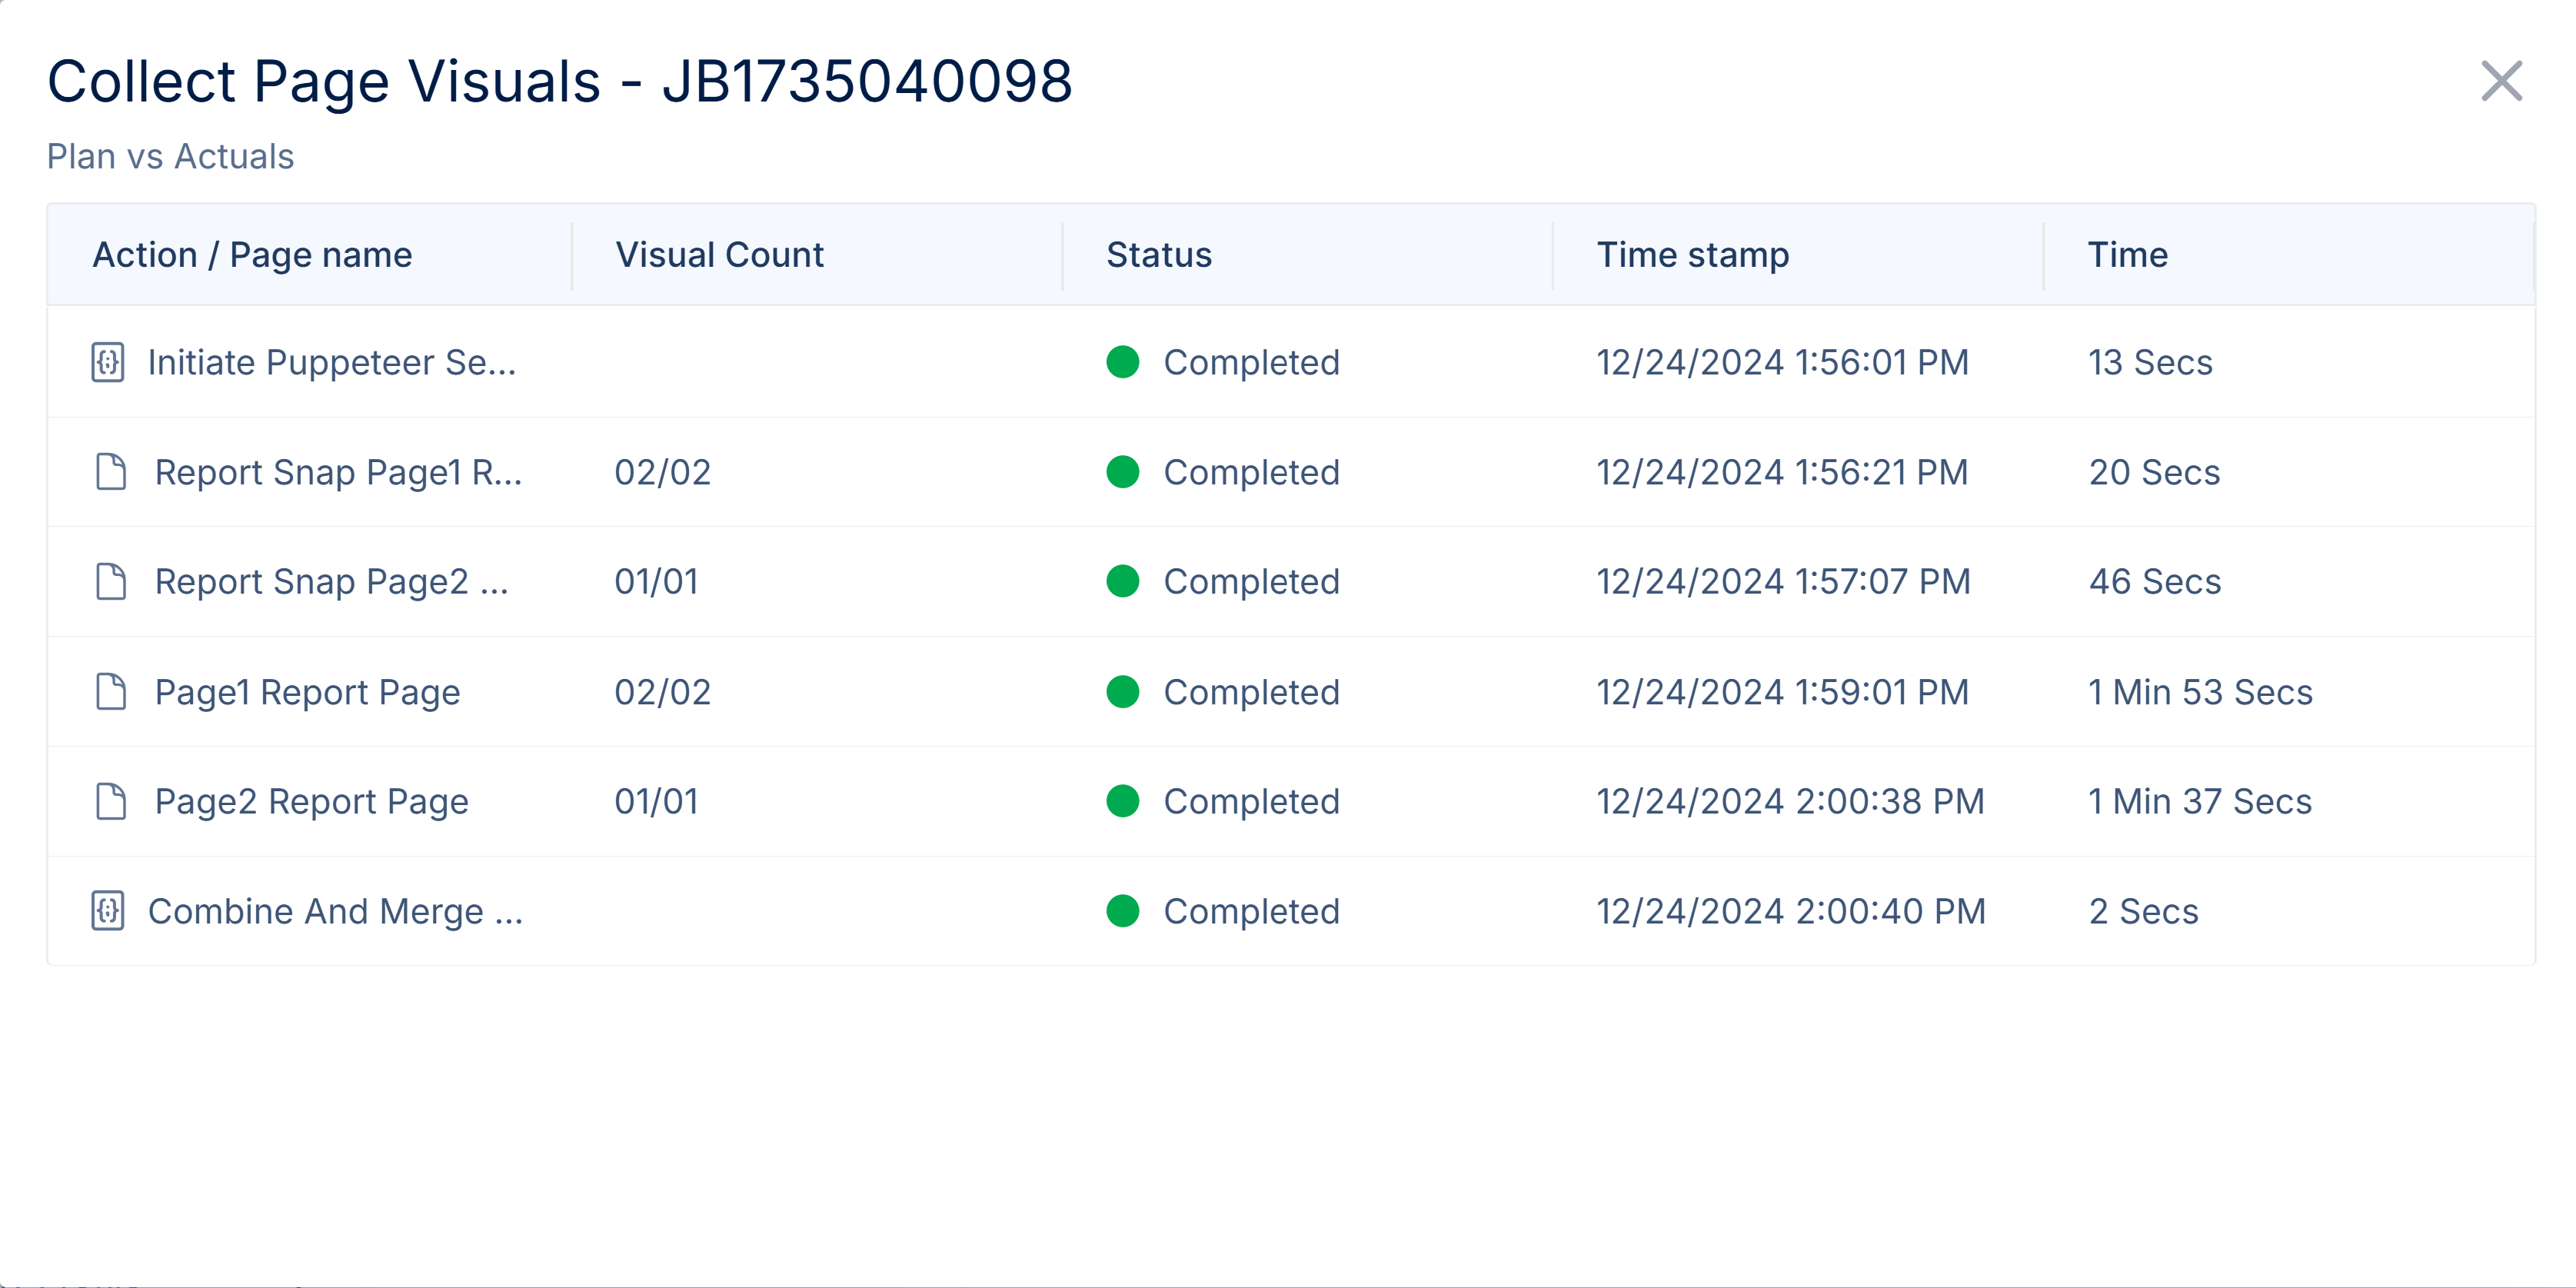 Collect Page Visuals - JB1735040098
Plan vs Actuals
Action / Page name Visual Count Status Time stamp Time
Initiate Puppeteer Se... Completed 12/24/2024 1:56:01 PM 13 Secs
Report Snap Page1 R... 02/02 Completed 12/24/2024 1:56:21 PM 20 Secs
Report Snap Page2 ... 01/01 Completed 12/24/2024 1:57:07 PM 46 Secs
Page1 Report Page 02/02 Completed 12/24/2024 1:59:01 PM 1 Min 53 Secs
Page2 Report Page 01/01 Completed 12/24/2024 2:00:38 PM 1 Min 37 Secs
Combine And Merge ... Completed 12/24/2024 2:00:40 PM 2 Secs